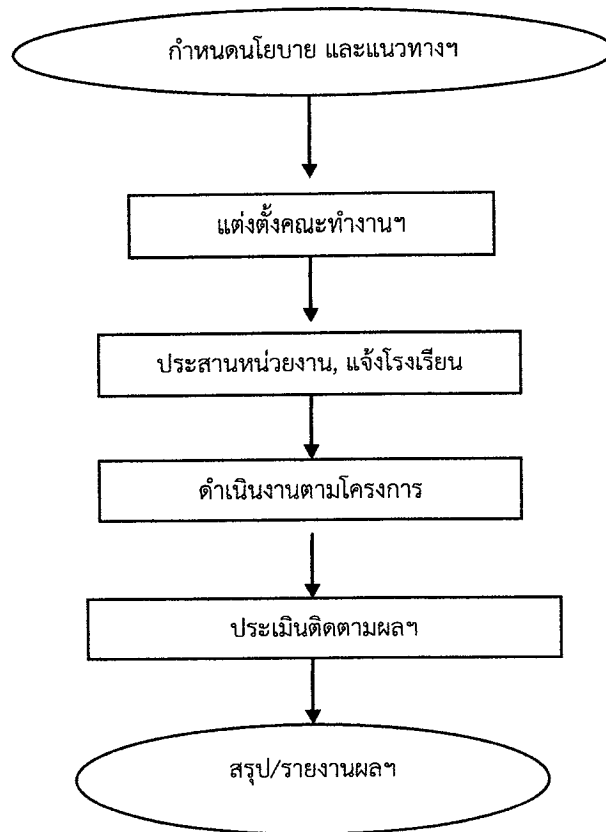 กำหนดนโยบาย และแนวทางฯ
แต่งตั้งคณะทำงานฯ
ประสานหน่วยงาน, แจ้งโรงเรียน
ดำเนินงานตามโครงการ
ประเมินติดตามผลฯ
สรุป/รายงานผลฯ